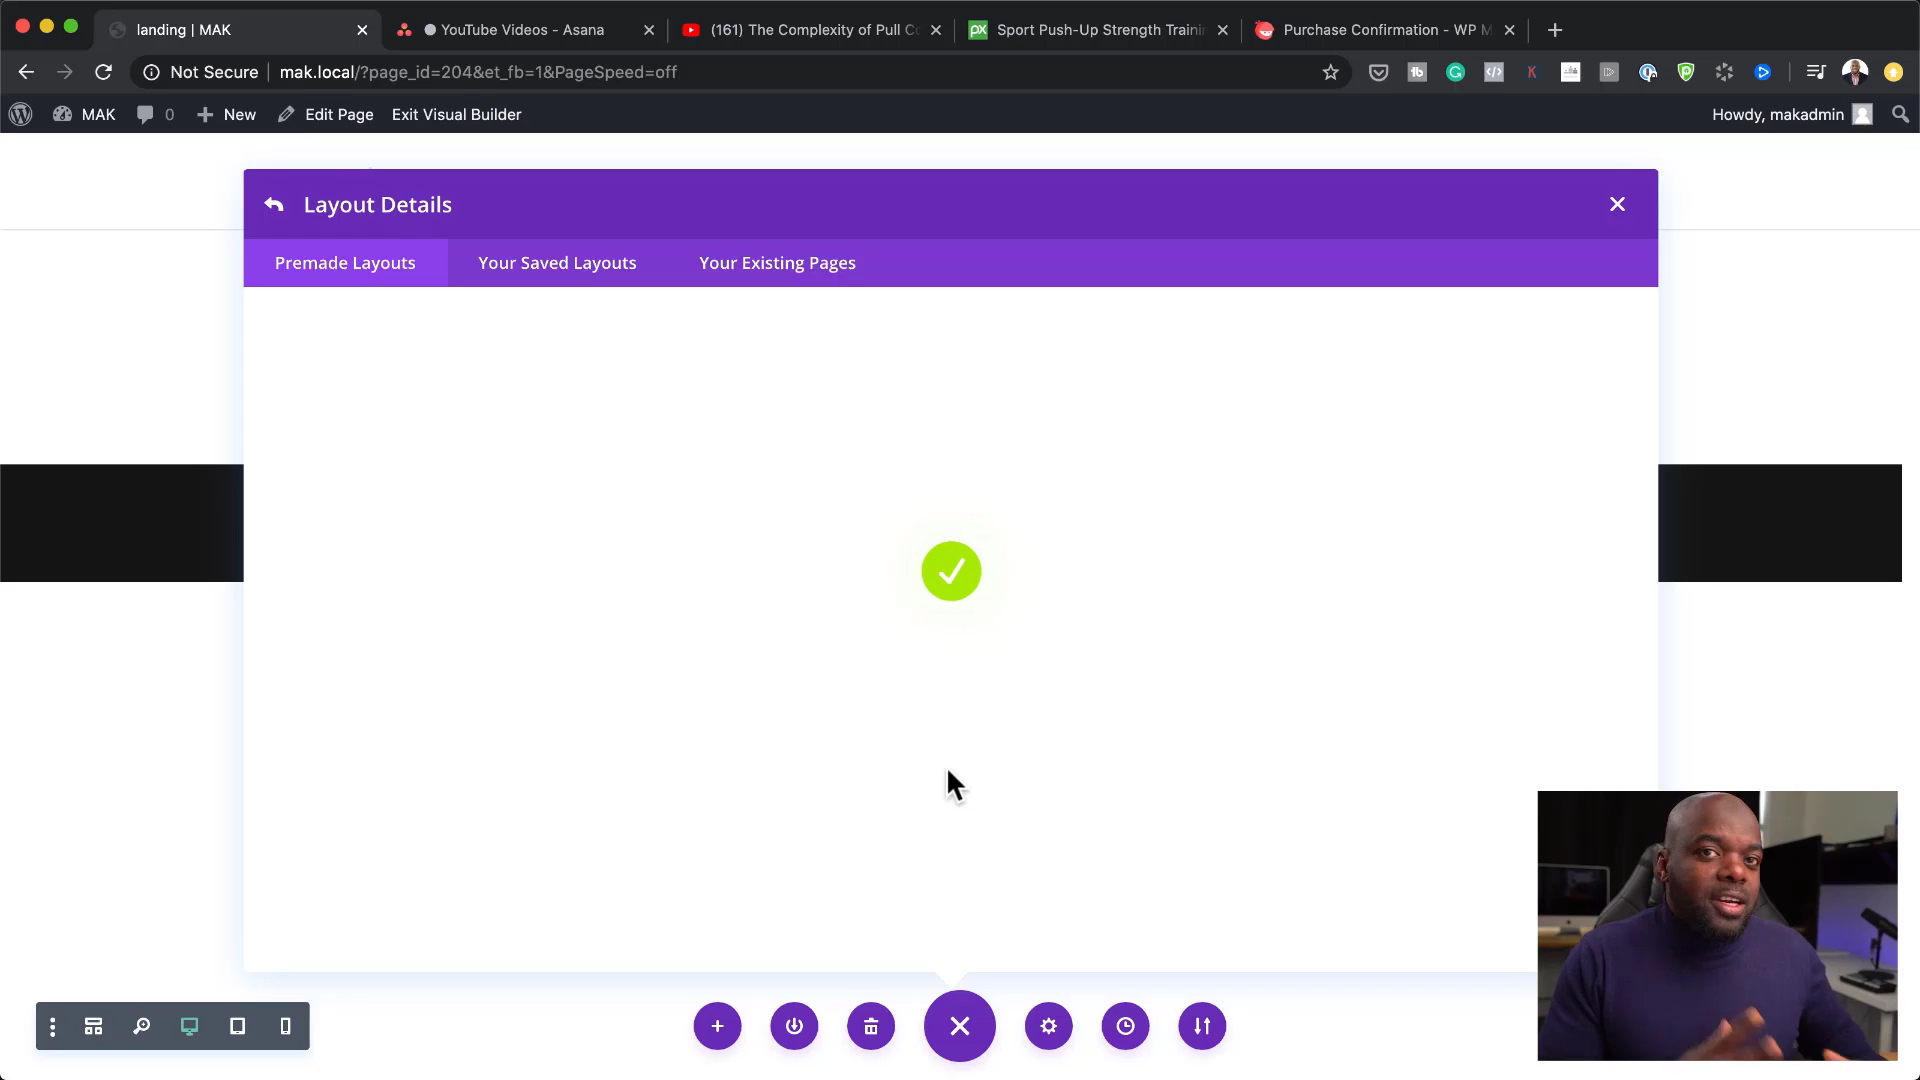 landing | MAK
YouTube Videos - Asana
(161) The Complexity of Pull Co
Sport Push-Up Strength Trainin
Purchase Confirmation - WP M
Not Secure
mak.local/?page_id=204&et_fb=1&PageSpeed=off
MAK
0
New
Edit Page
Exit Visual Builder
Howdy, makadmin
Layout Details
Premade Layouts
Your Saved Layouts
Your Existing Pages